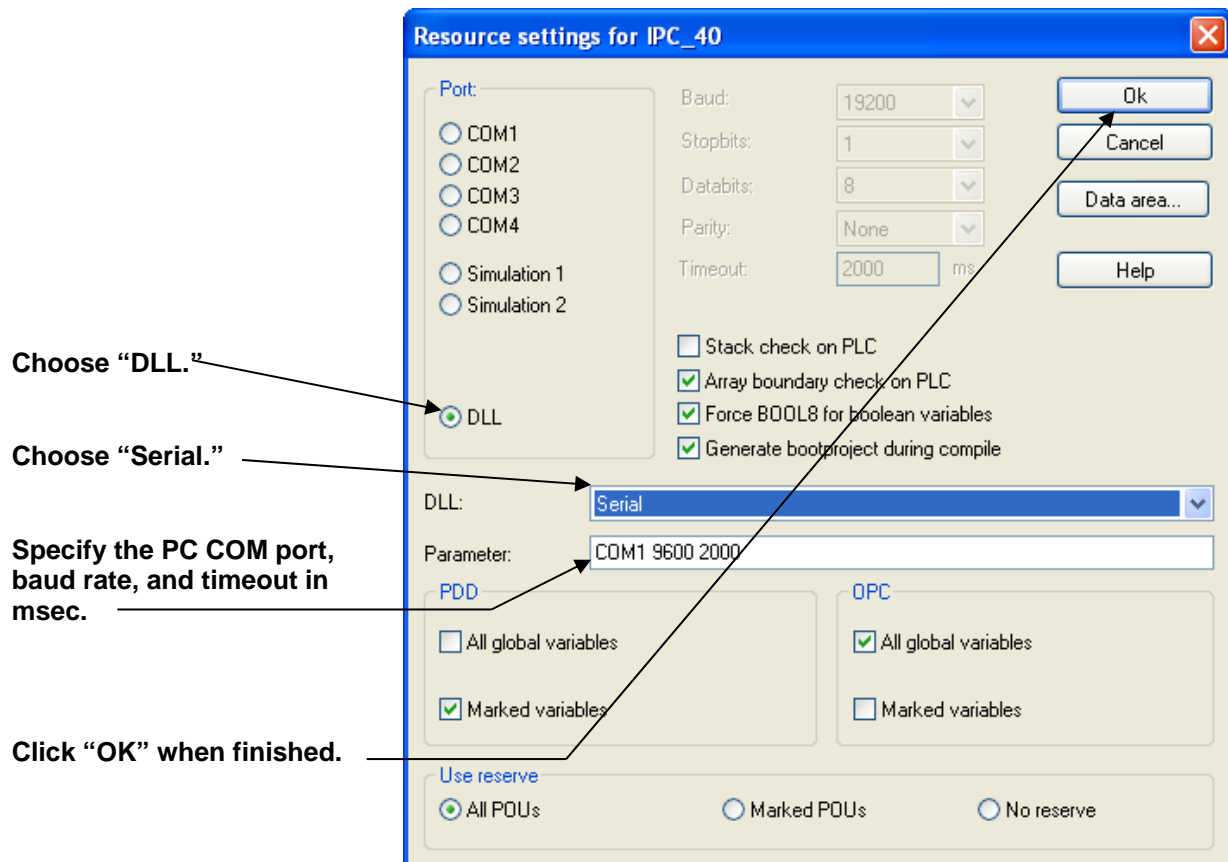 Resource settings for IPC_40
Port:
COM1
COM2
COM3
COM4
Simulation 1
Simulation 2
DLL
Baud: 19200
Stopbits: 1
Databits: 8
Parity: None
Timeout: 2000 ms
Ok
Cancel
Data area...
Help
Stack check on PLC
Array boundary check on PLC
Force BOOL8 for boolean variables
Generate bootproject during compile
Choose “DLL.”
Choose “Serial.”
DLL: Serial
Specify the PC COM port,
baud rate, and timeout in
msec.
Parameter: COM1 9600 2000
PDD
All global variables
Marked variables
OPC
All global variables
Marked variables
Click “OK” when finished.
Use reserve
All POUs
Marked POUs
No reserve